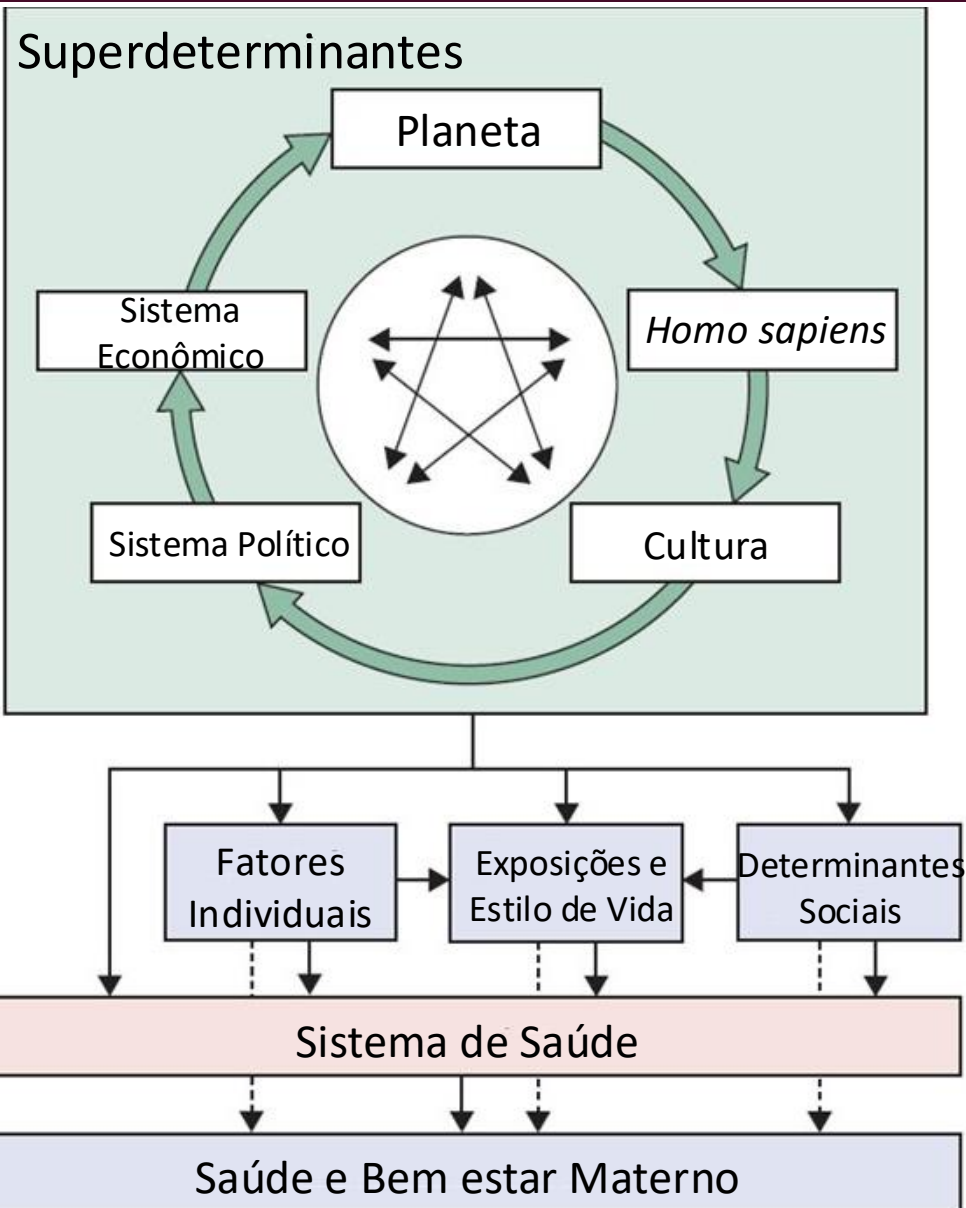 Superdeterminantes
Planeta
Sistema
Econômico
Homo sapiens
Sistema Político
Cultura
Fatores
Individuais
Exposições e
Estilo de Vida
Determinantes
Sociais
Sistema de Saúde
Saúde e Bem estar Materno